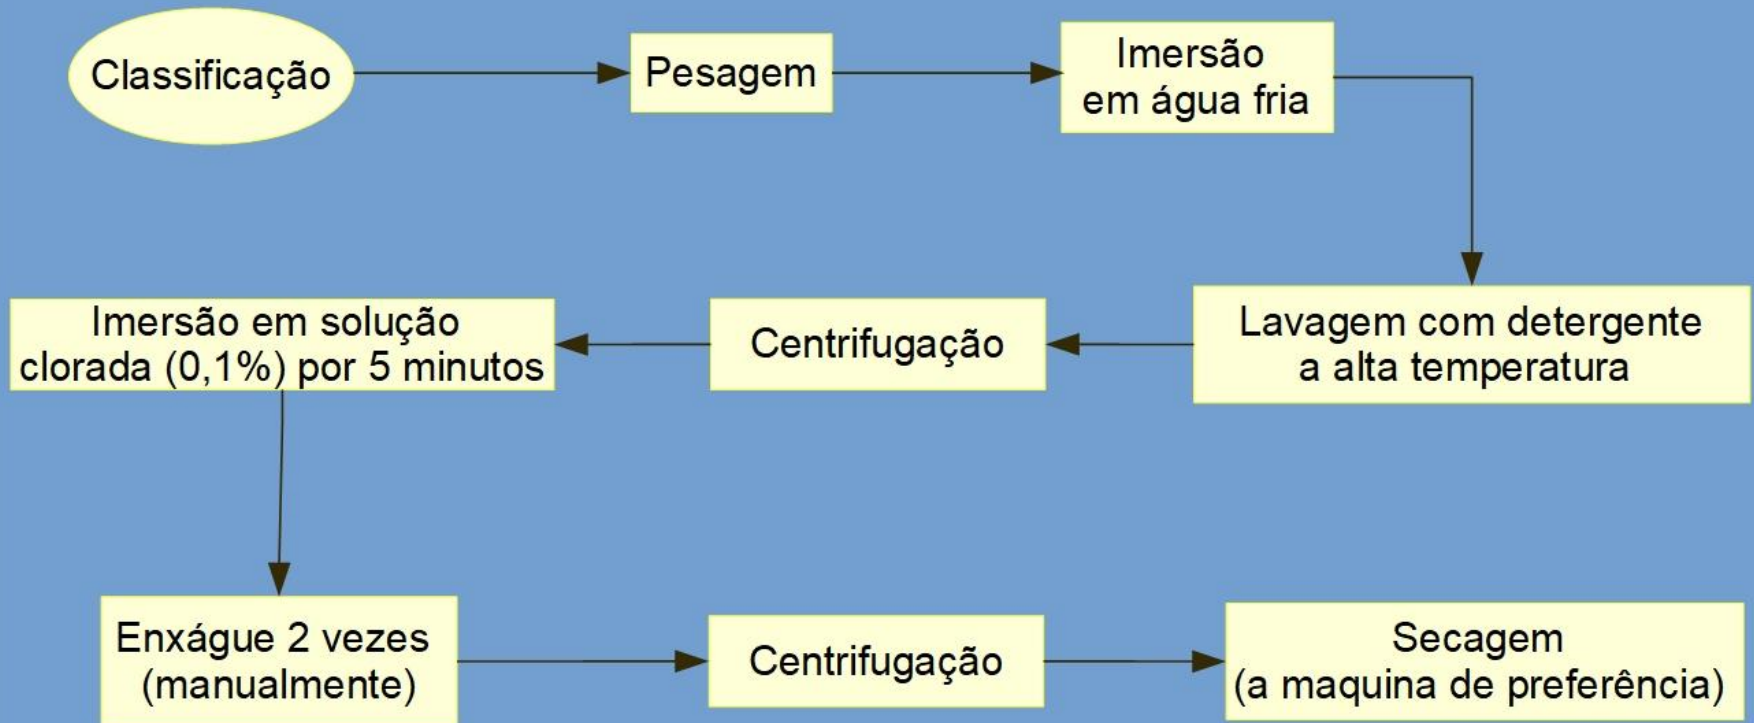 Classificação
Pesagem
Imersão
em água fria
Lavagem com detergente
a alta temperatura
Centrifugação
Imersão em solução
clorada (0,1%) por 5 minutos
Enxágue 2 vezes
(manualmente)
Centrifugação
Secagem
(a maquina de preferência)